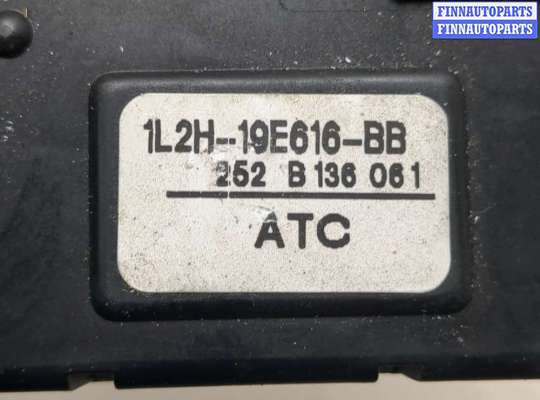 FINNAUTOPARTS
FINNAUTOPARTS
1L2H-19E616-BB
252 B 136 061
ATC